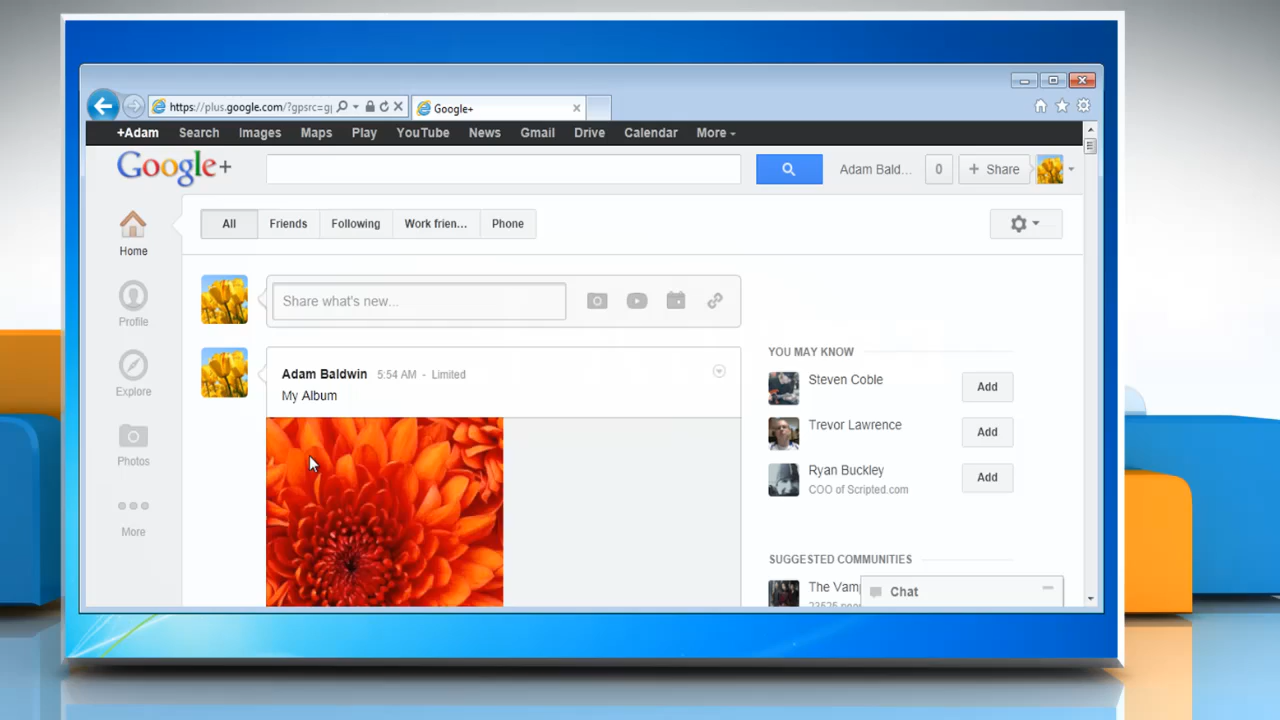 https://plus.google.com/?gpsrc=g
Google+
+Adam Search Images Maps Play YouTube News Gmail Drive Calendar More
Google+
Adam Bald... 0 + Share
All Friends Following Work frien... Phone
Home
Profile
Explore
Photos
More
Share what's new...
Adam Baldwin 5:54 AM - Limited
My Album
YOU MAY KNOW
Steven Coble Add
Trevor Lawrence Add
Ryan Buckley Add
COO of Scripted.com
SUGGESTED COMMUNITIES
The Vam
Chat